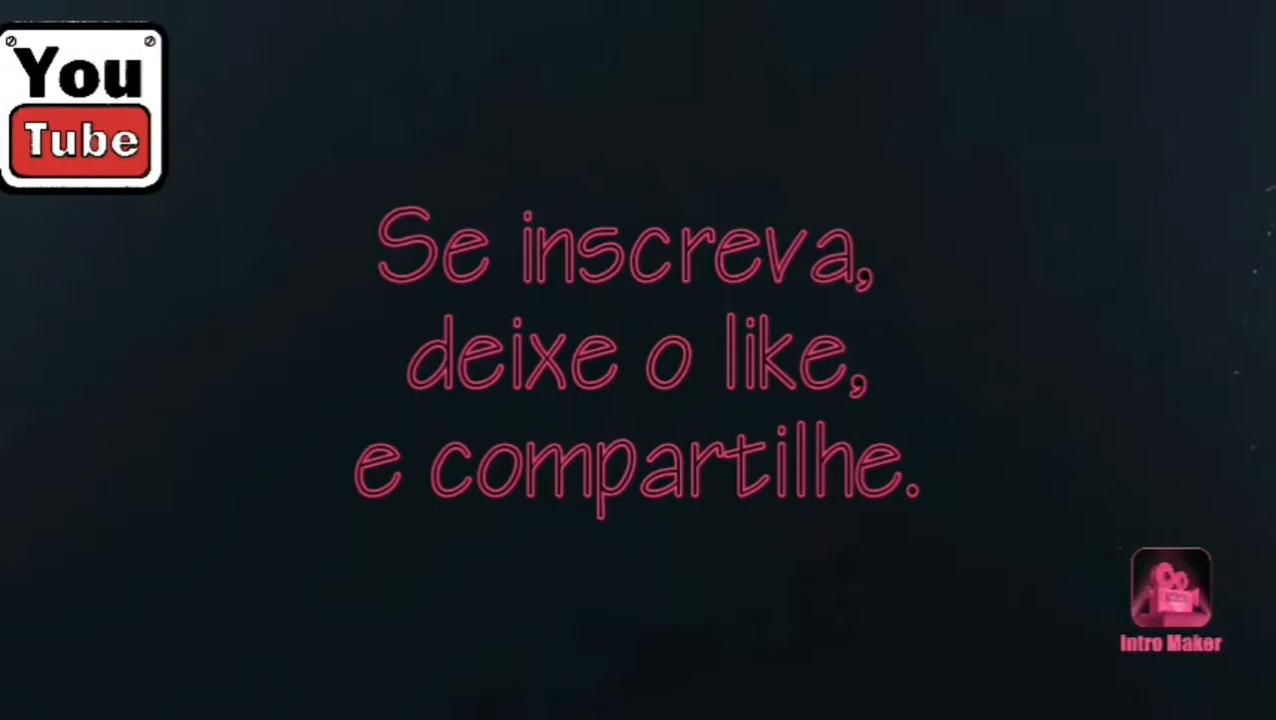 You
Tube
Se inscreva,
deixe o like,
e compartilhe.
Intro Maker